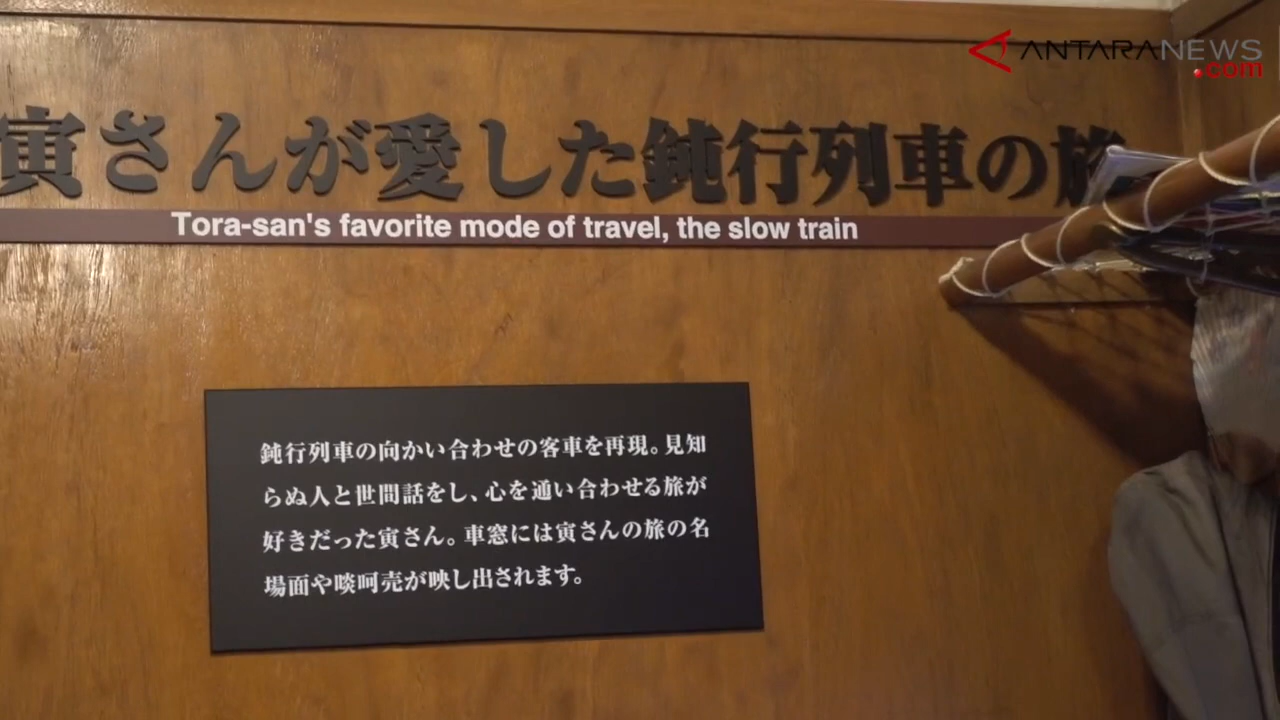 ANTARANEWS
.com
寅さんが愛した鈍行列車の旅
Tora-san's favorite mode of travel, the slow train
鈍行列車の向かい合わせの客車を再現。見知
らぬ人と世間話をし、心を通い合わせる旅が
好きだった寅さん。車窓には寅さんの旅の名
場面や啖呵売が映し出されます。